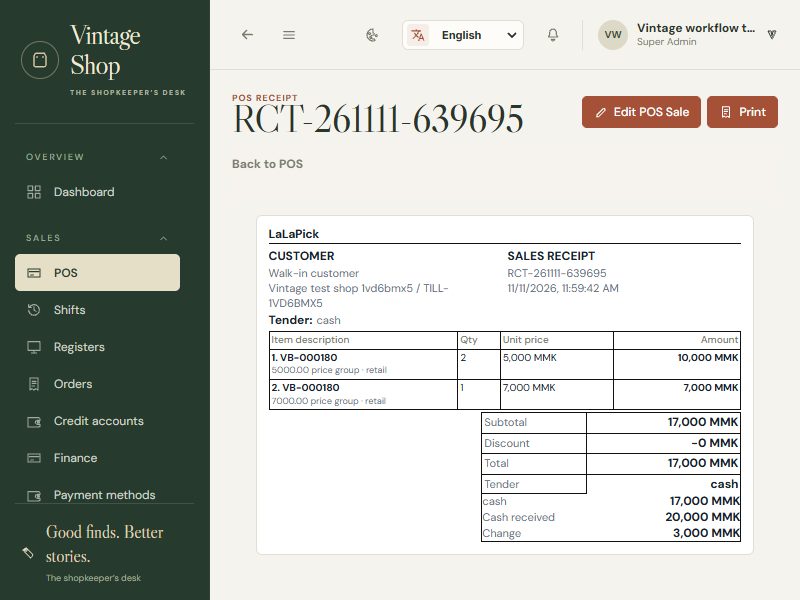 Vintage
Shop
THE SHOPKEEPER'S DESK
OVERVIEW
Dashboard
SALES
POS
Shifts
Registers
Orders
Credit accounts
Finance
Payment methods
Good finds. Better
stories.
The shopkeeper's desk
English
VW
Vintage workflow t...
Super Admin
POS RECEIPT
RCT-261111-639695
Edit POS Sale
Print
Back to POS
LaLaPick
CUSTOMER
Walk-in customer
Vintage test shop 1vd6bmx5 / TILL-
1VD6BMX5
Tender: cash
SALES RECEIPT
RCT-261111-639695
11/11/2026, 11:59:42 AM
Item description Qty Unit price Amount
1. VB-000180 2 5,000 MMK 10,000 MMK
5000.00 price group · retail
2. VB-000180 1 7,000 MMK 7,000 MMK
7000.00 price group · retail
Subtotal 17,000 MMK
Discount -0 MMK
Total 17,000 MMK
Tender cash
cash 17,000 MMK
Cash received 20,000 MMK
Change 3,000 MMK